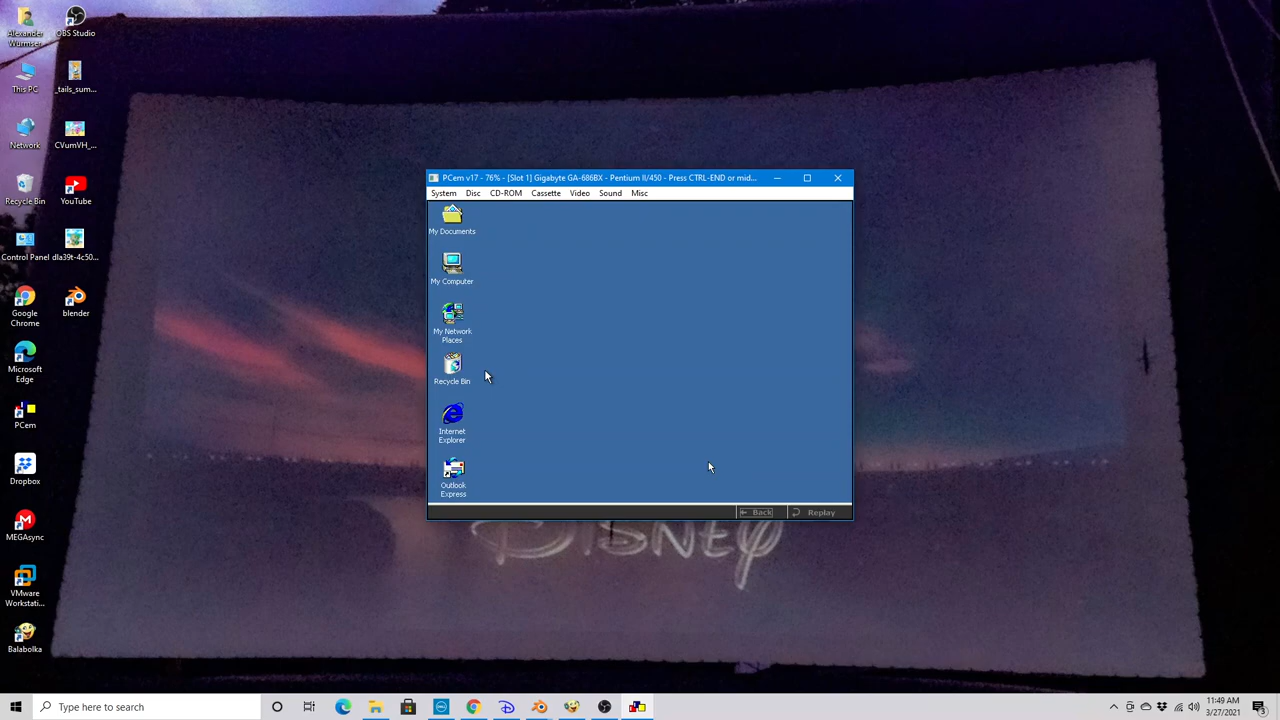 Alexander
Wurmser
OBS Studio
This PC
_tails_sum...
Network
CVumVH_...
Recycle Bin
YouTube
Control Panel
dla39t-4c50...
Google
Chrome
blender
Microsoft
Edge
PCem
Dropbox
MEGAsync
VMware
Workstati...
Balabolka
PCem v17 - 76% - [Slot 1] Gigabyte GA-686BX - Pentium II/450 - Press CTRL-END or mid...
System Disc CD-ROM Cassette Video Sound Misc
My Documents
My Computer
My Network
Places
Recycle Bin
Internet
Explorer
Outlook
Express
Back Replay
DISNEY
Type here to search
DELL
11:49 AM
3/27/2021
3